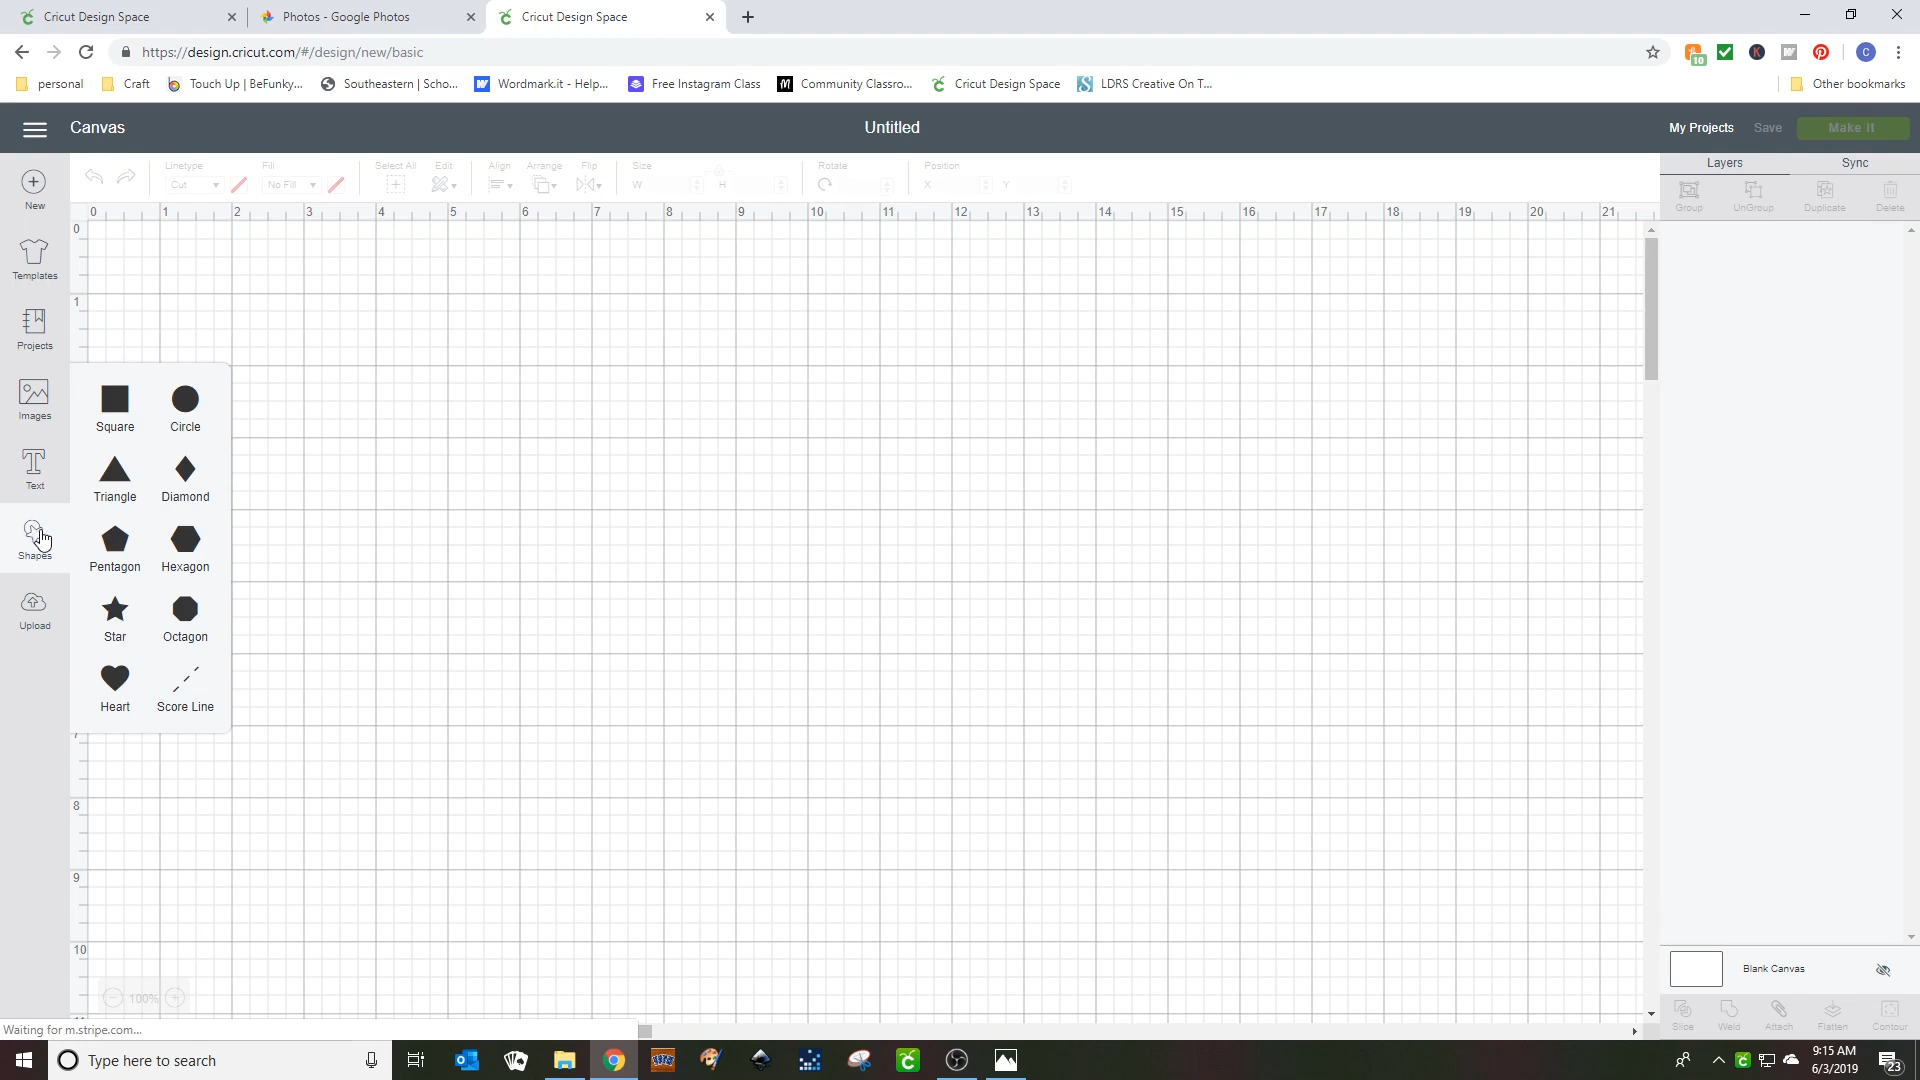 Cricut Design Space
Photos - Google Photos
Cricut Design Space
https://design.cricut.com/#/design/new/basic
10
K
C
personal
Craft
Touch Up | BeFunky...
Southeastern | Scho...
Wordmark.it - Help...
Free Instagram Class
Community Classro...
Cricut Design Space
LDRS Creative On T...
Other bookmarks
Canvas
Untitled
My Projects
Save
Make It
New
Templates
Projects
Images
Text
Shapes
Upload
Linetype
Cut
Fill
No Fill
Select All
Edit
Align
Arrange
Flip
Size
W
H
Rotate
Position
X
Y
Layers
Sync
Group
UnGroup
Duplicate
Delete
0 1 2 3 4 5 6 7 8 9 10 11 12 13 14 15 16 17 18 19 20 21
0
1
7
8
9
10
Square
Circle
Triangle
Diamond
Pentagon
Hexagon
Star
Octagon
Heart
Score Line
100%
Blank Canvas
Slice
Weld
Attach
Flatten
Contour
Waiting for m.stripe.com...
Type here to search
9:15 AM
6/3/2019
23